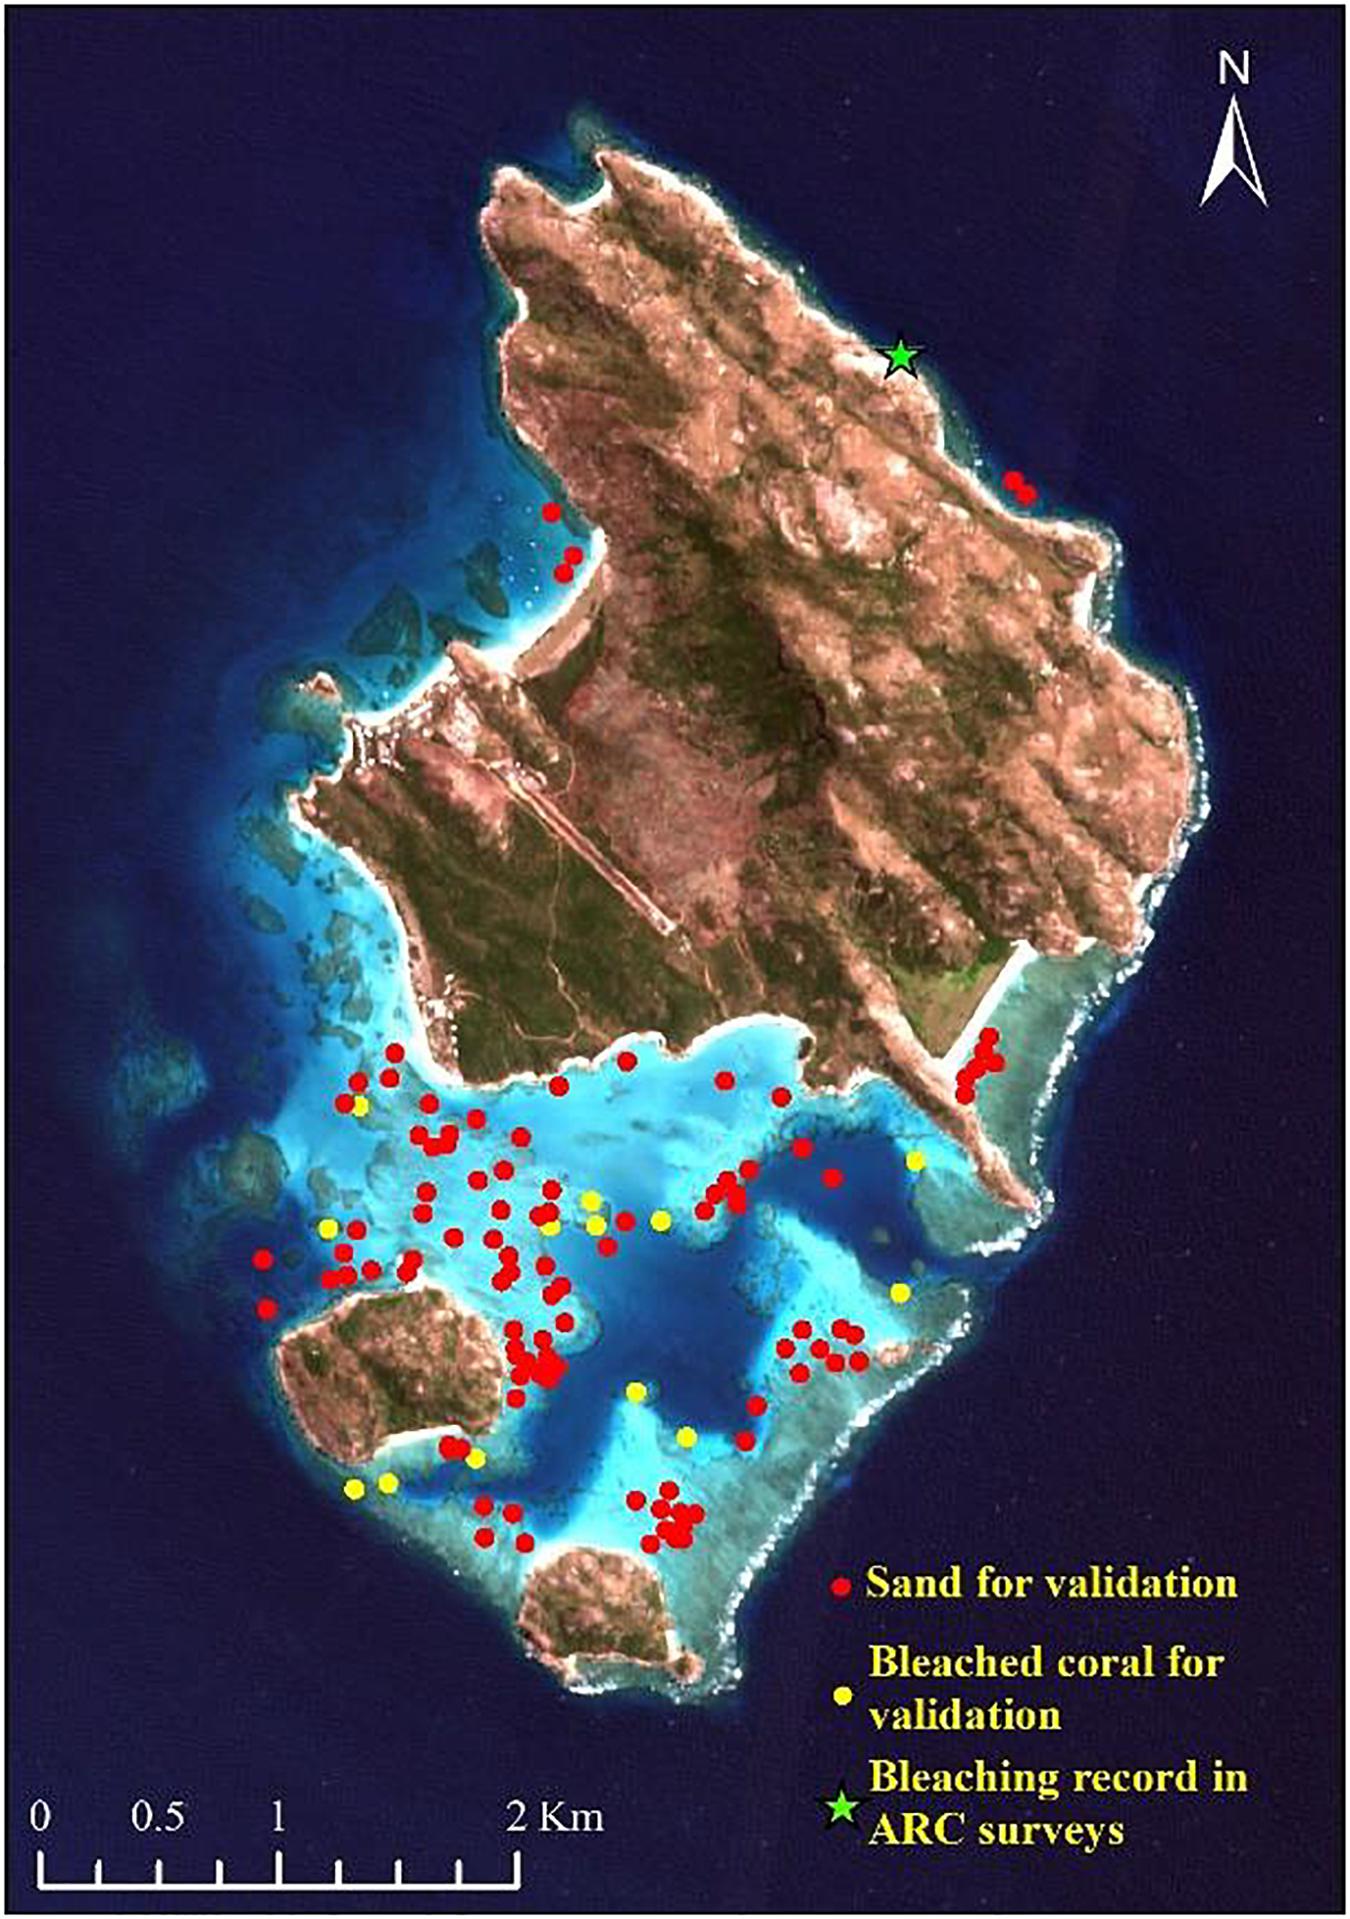 N
Sand for validation
Bleached coral for
validation
Bleaching record in
ARC surveys
0 0.5 1 2 Km